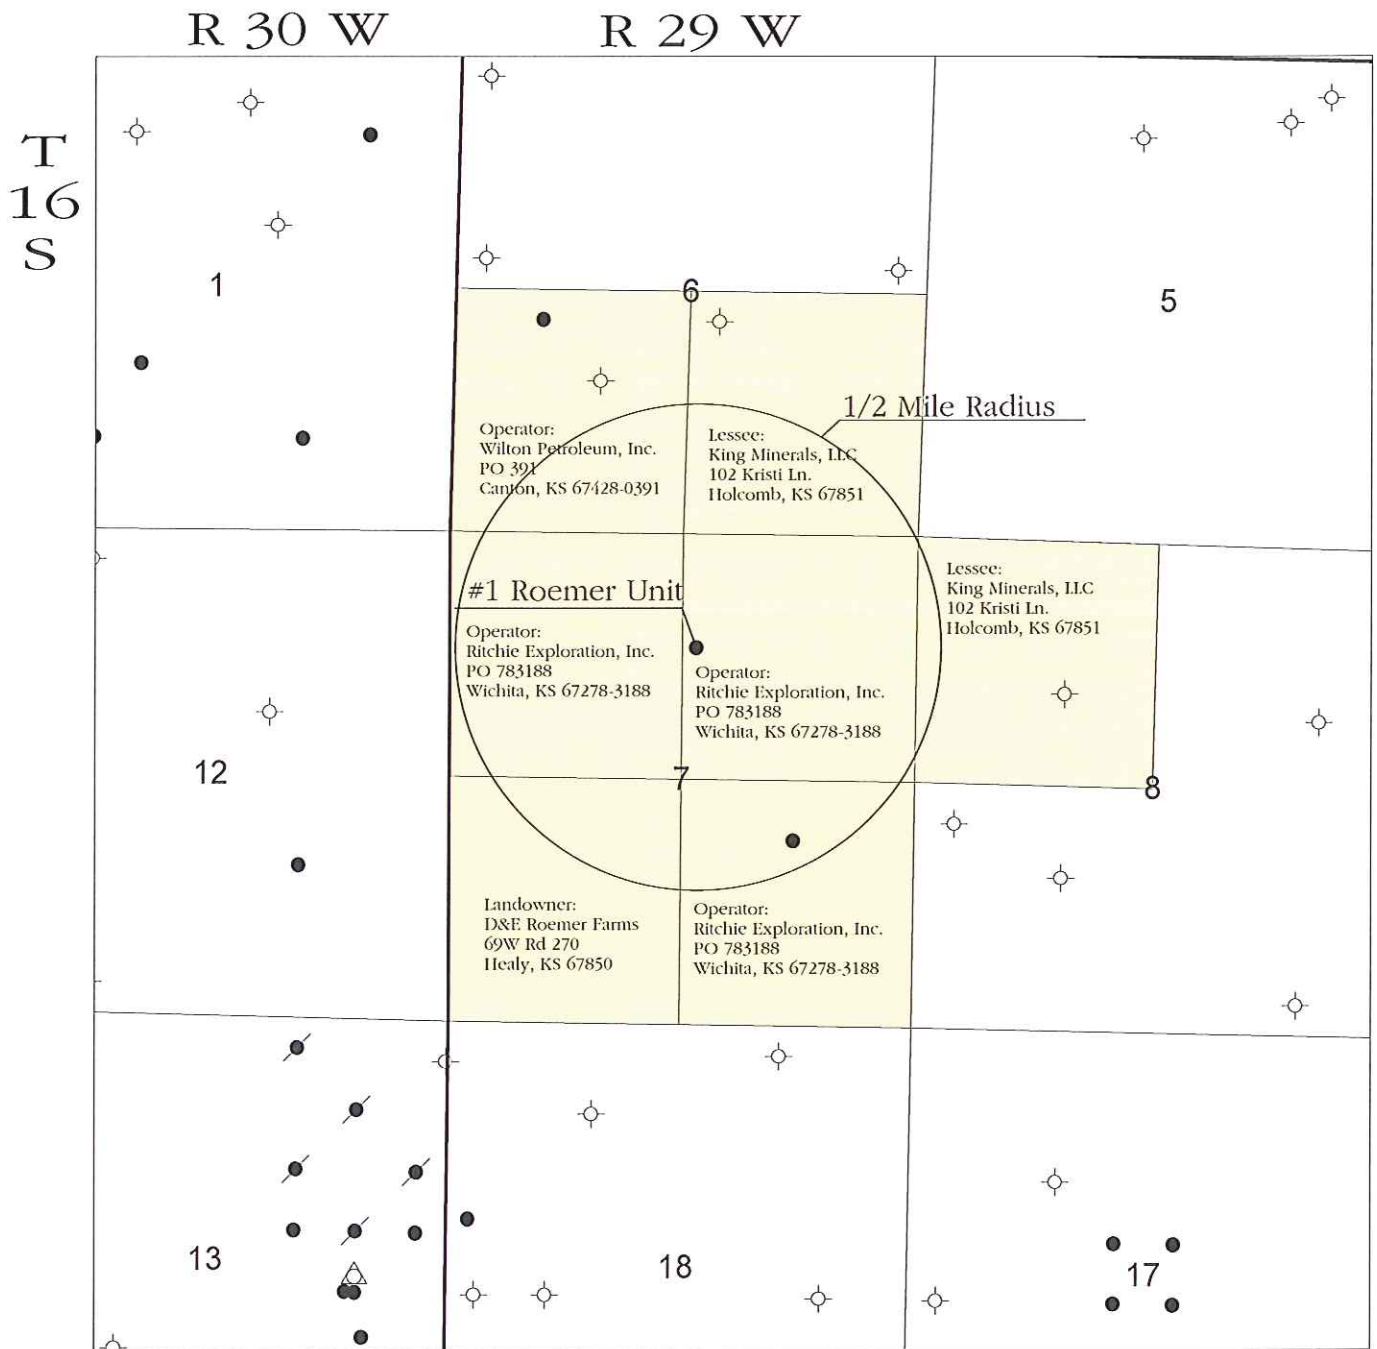 R 30 W
R 29 W
T
16
S
1
6
5
1/2 Mile Radius
Operator:
Wilton Petroleum, Inc.
PO 391
Canton, KS 67428-0391
Lessee:
King Minerals, LLC
102 Kristi Ln.
Holcomb, KS 67851
#1 Roemer Unit
Operator:
Ritchie Exploration, Inc.
PO 783188
Wichita, KS 67278-3188
Operator:
Ritchie Exploration, Inc.
PO 783188
Wichita, KS 67278-3188
Lessee:
King Minerals, LLC
102 Kristi Ln.
Holcomb, KS 67851
12
7
8
Landowner:
D&E Roemer Farms
69W Rd 270
Healy, KS 67850
Operator:
Ritchie Exploration, Inc.
PO 783188
Wichita, KS 67278-3188
13
18
17